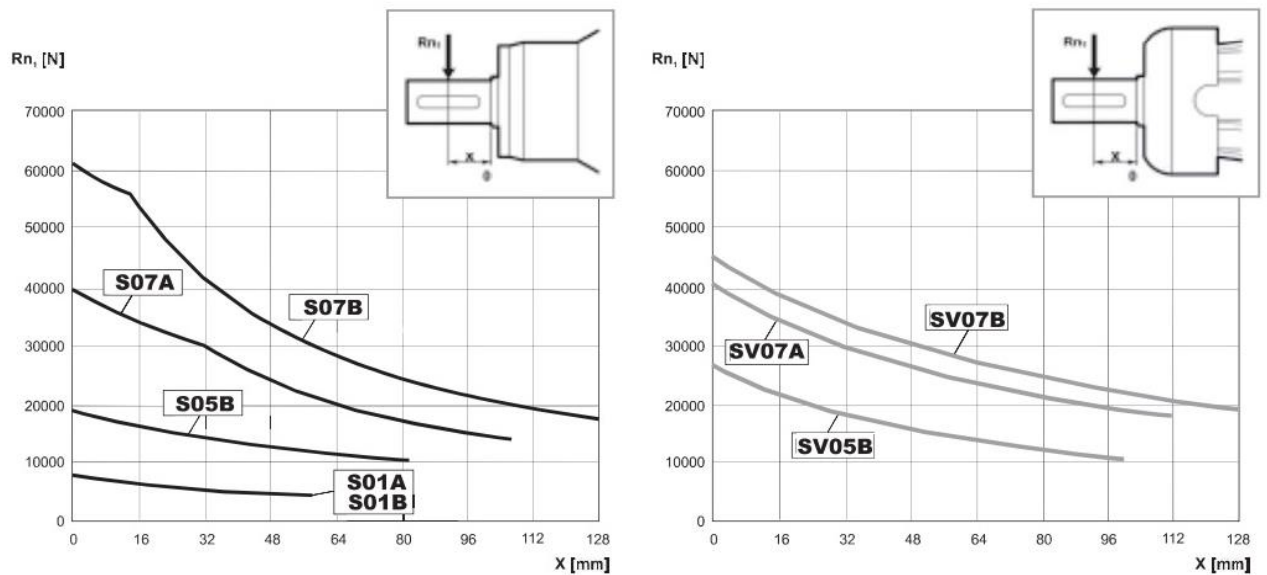 Rn₁ [N]
70000
60000
50000
40000
30000
20000
10000
0
0 16 32 48 64 80 96 112 128
X [mm]
S07A
S07B
S05B
S01A
S01B
Rn₁
X
Rn₁ [N]
70000
60000
50000
40000
30000
20000
10000
0
0 16 32 48 64 80 96 112 128
X [mm]
SV07B
SV07A
SV05B
Rn₁
X